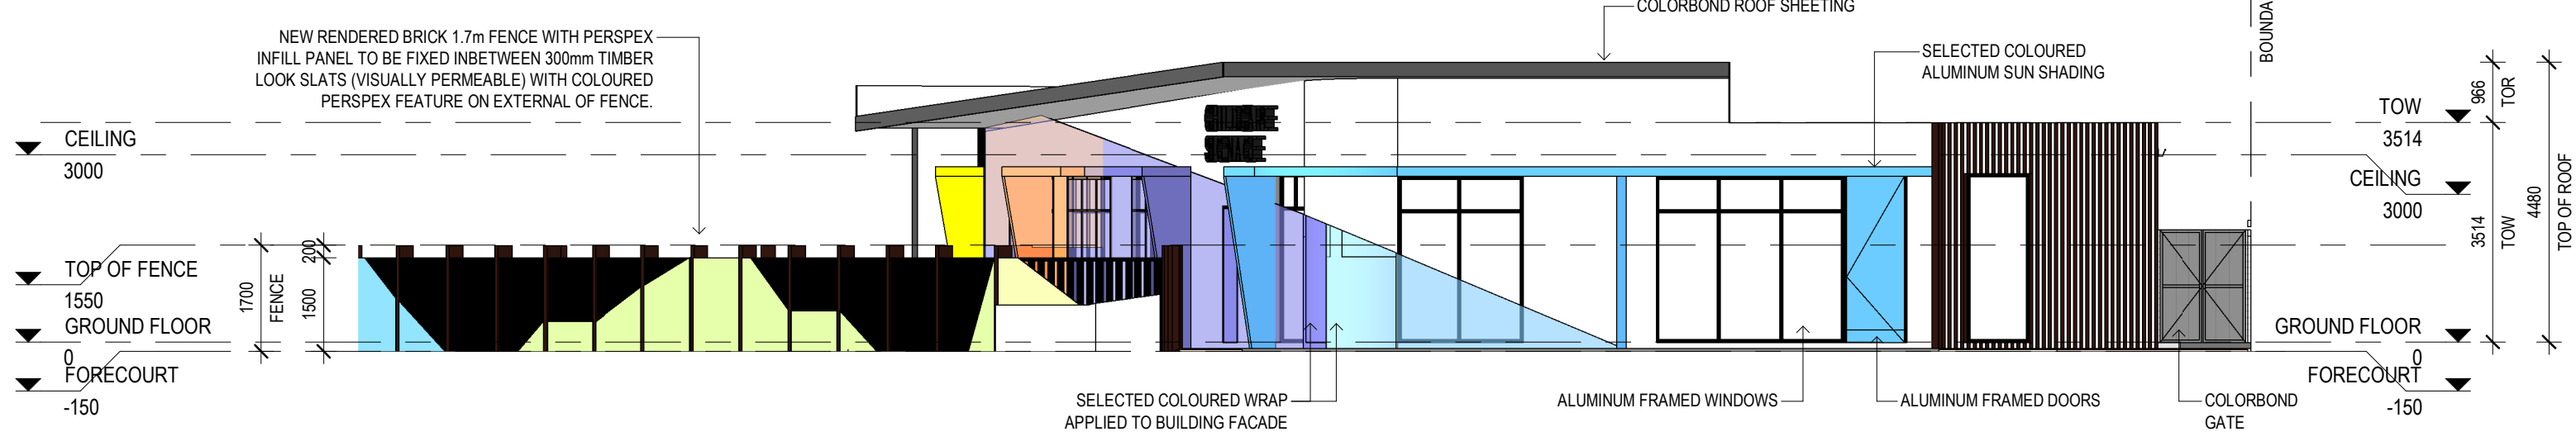 COLORBOND ROOF SHEETING
NEW RENDERED BRICK 1.7m FENCE WITH PERSPEX
INFILL PANEL TO BE FIXED INBETWEEN 300mm TIMBER
LOOK SLATS (VISUALLY PERMEABLE) WITH COLOURED
PERSPEX FEATURE ON EXTERNAL OF FENCE.
SELECTED COLOURED
ALUMINUM SUN SHADING
CEILING
3000
TOP OF FENCE
1550
GROUND FLOOR
0
FORECOURT
-150
1700
FENCE
200
1500
TOW
3514
CEILING
3000
GROUND FLOOR
0
FORECOURT
-150
966
TOR
3514
TOW
4480
TOP OF ROOF
SELECTED COLOURED WRAP
APPLIED TO BUILDING FACADE
ALUMINUM FRAMED WINDOWS
ALUMINUM FRAMED DOORS
COLORBOND
GATE